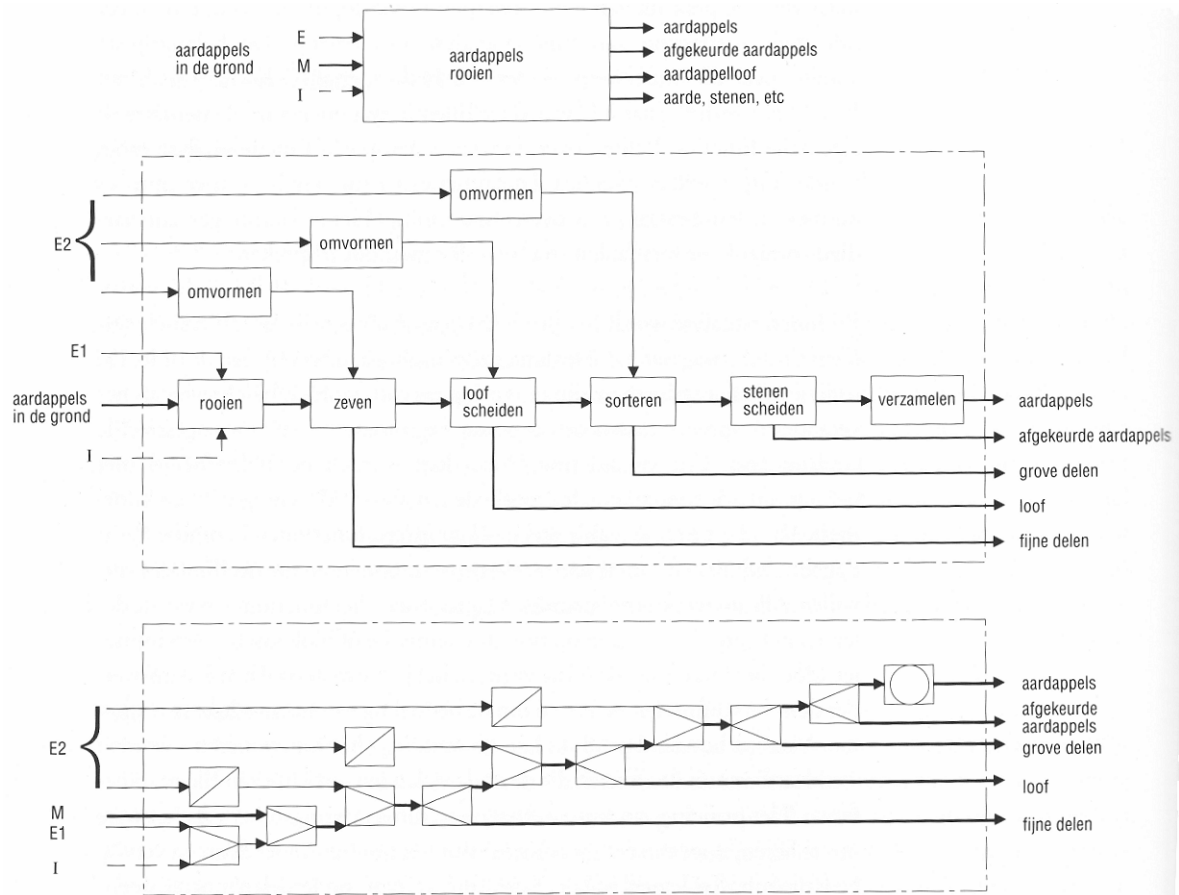 aardappels
in de grond
E
M
I
aardappels
rooien
aardappels
afgekeurde aardappels
aardappelloof
aarde, stenen, etc
E2
omvormen
omvormen
omvormen
E1
aardappels
in de grond
I
rooien
zeven
loof
scheiden
sorteren
stenen
scheiden
verzamelen
aardappels
afgekeurde aardappels
grove delen
loof
fijne delen
E2
M
E1
I
aardappels
afgekeurde
aardappels
grove delen
loof
fijne delen